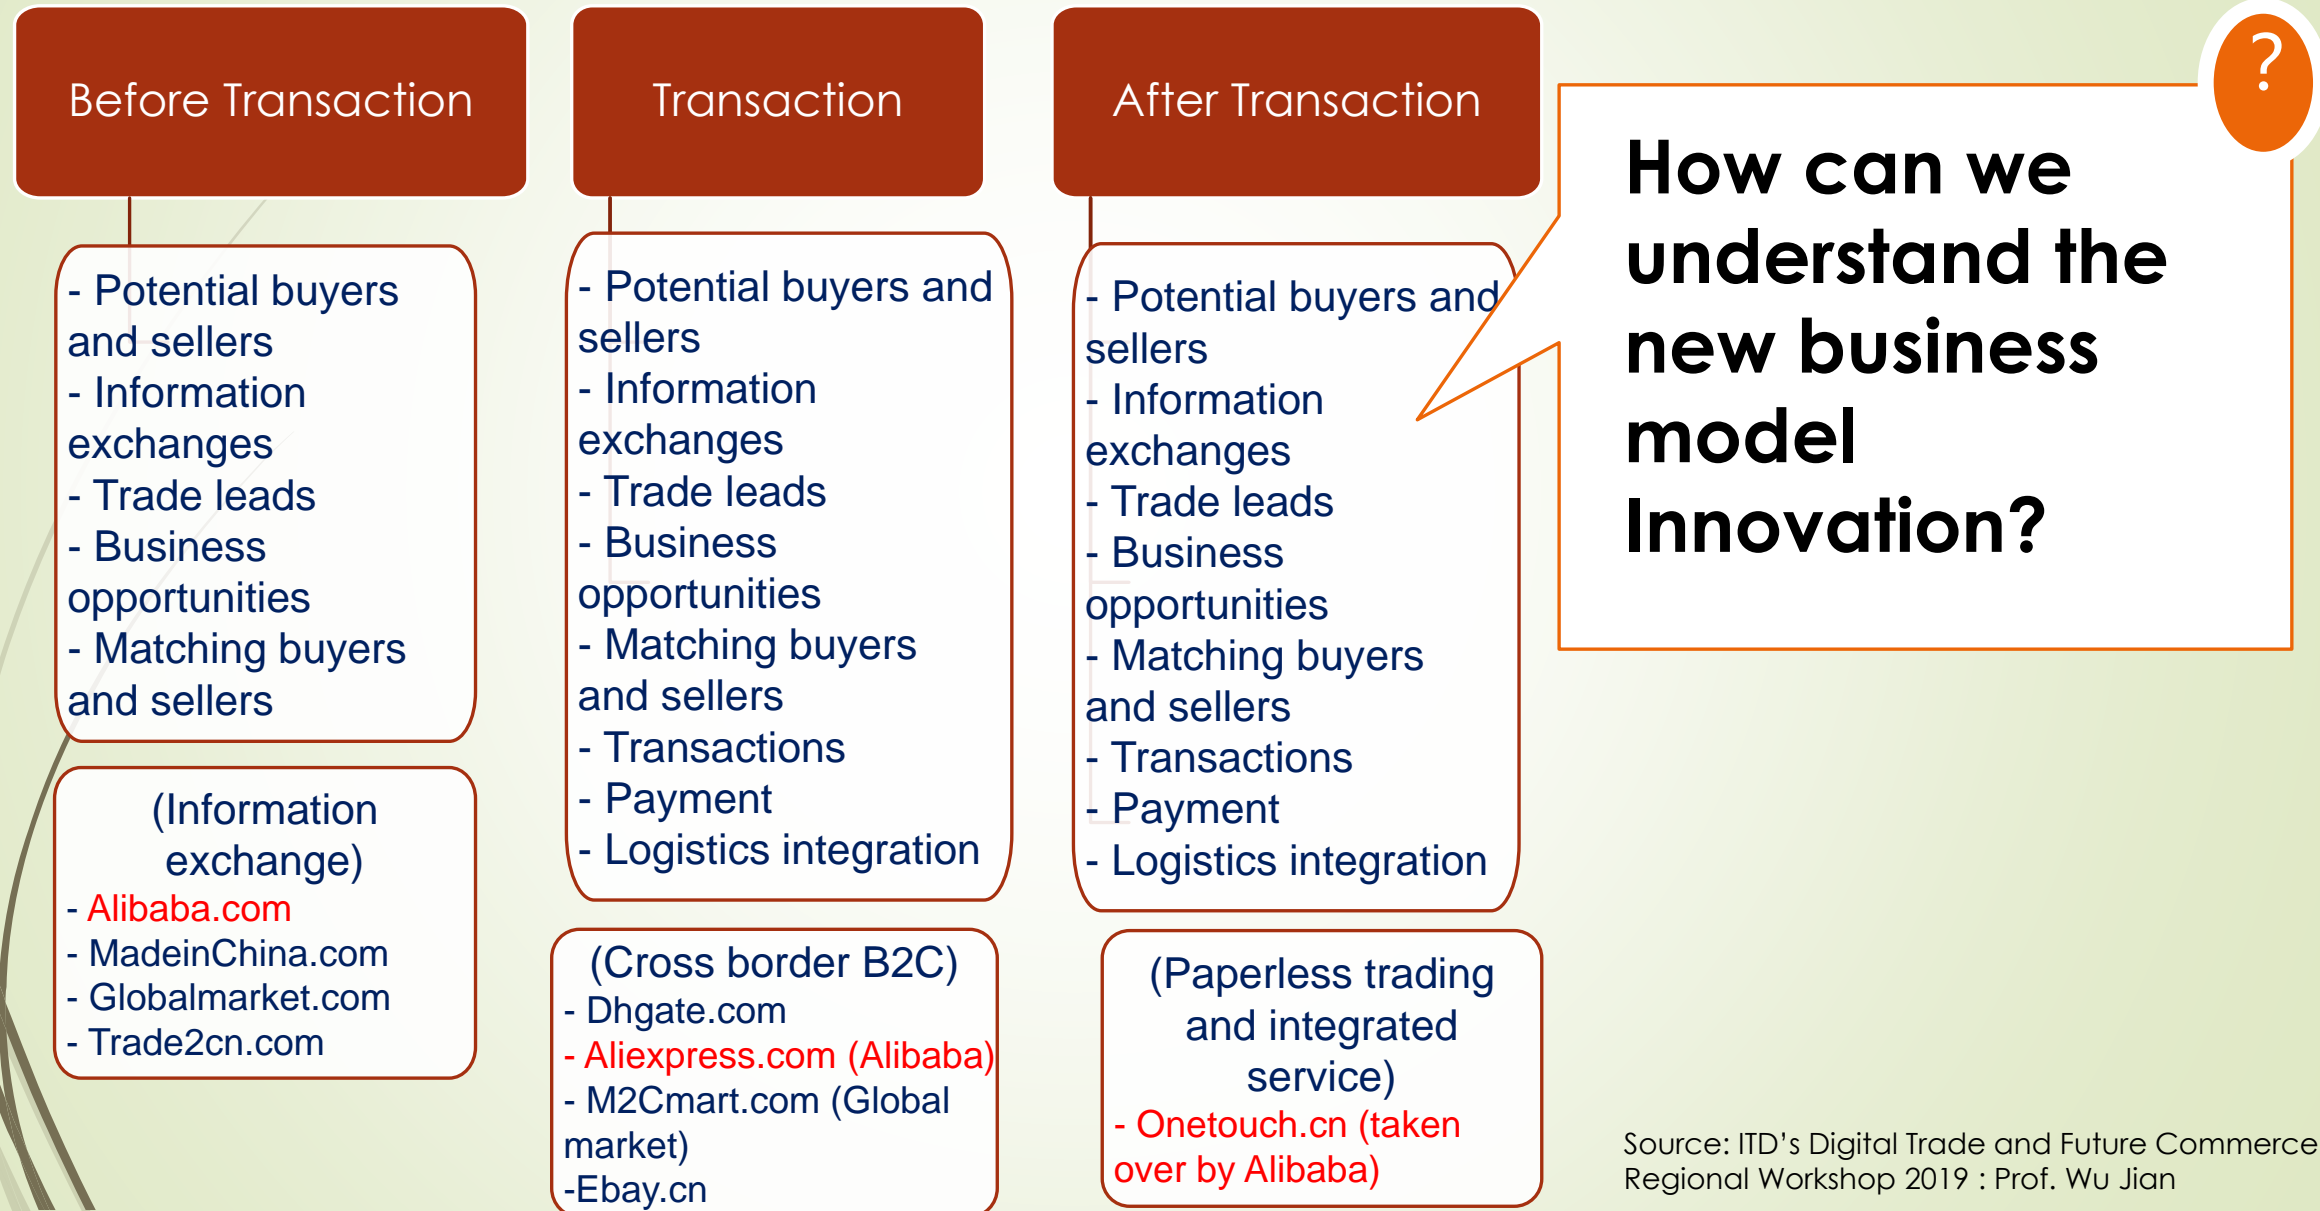 Before Transaction
- Potential buyers
and sellers
- Information
exchanges
- Trade leads
- Business
opportunities
- Matching buyers
and sellers
(Information
exchange)
- Alibaba.com
- MadeinChina.com
- Globalmarket.com
- Trade2cn.com
Transaction
- Potential buyers and
sellers
- Information
exchanges
- Trade leads
- Business
opportunities
- Matching buyers
and sellers
- Transactions
- Payment
- Logistics integration
(Cross border B2C)
- Dhgate.com
- Aliexpress.com (Alibaba)
- M2Cmart.com (Global
market)
-Ebay.cn
After Transaction
- Potential buyers and
sellers
- Information
exchanges
- Trade leads
- Business
opportunities
- Matching buyers
and sellers
- Transactions
- Payment
- Logistics integration
(Paperless trading
and integrated
service)
- Onetouch.cn (taken
over by Alibaba)
?
How can we
understand the
new business
model
Innovation?
Source: ITD's Digital Trade and Future Commerce
Regional Workshop 2019 : Prof. Wu Jian